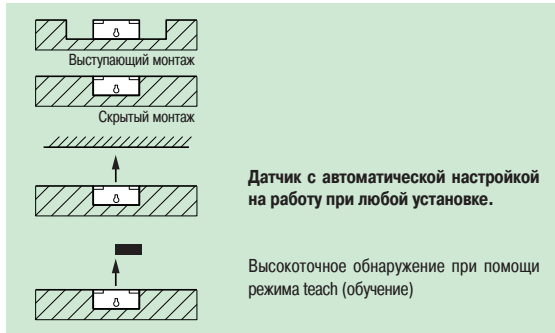 Выступающий монтаж
Скрытый монтаж
Датчик с автоматической настройкой
на работу при любой установке.
Высокоточное обнаружение при помощи
режима teach (обучение)